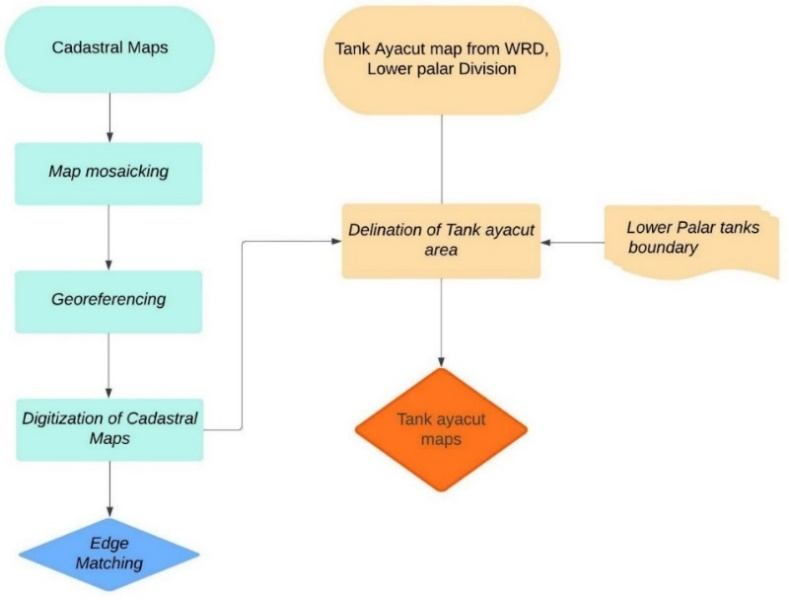 Cadastral Maps
Map mosaicking
Georeferencing
Digitization of Cadastral
Maps
Edge
Matching
Tank Ayacut map from WRD,
Lower palar Division
Delination of Tank ayacut
area
Lower Palar tanks
boundary
Tank ayacut
maps